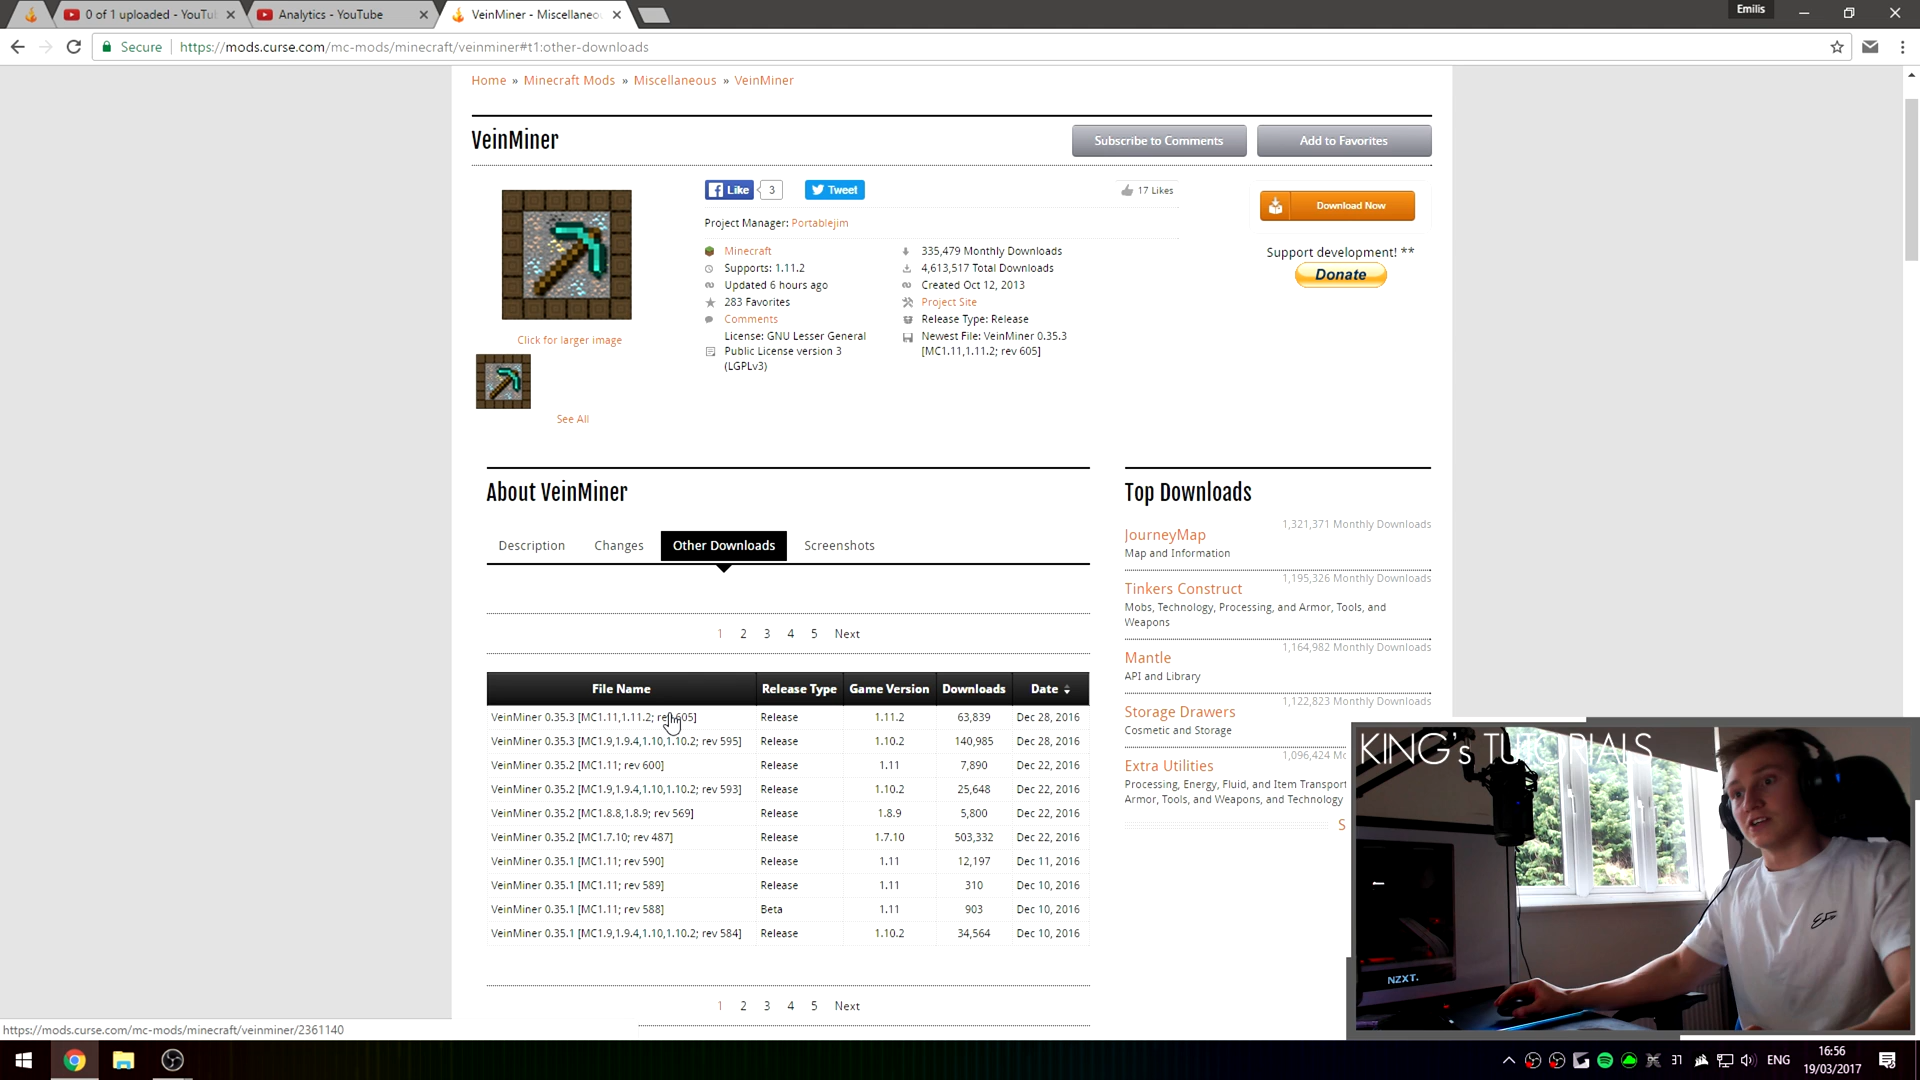 0 of 1 uploaded - YouTu
Analytics - YouTube
VeinMiner - Miscellaneo
Emilis
Secure
https://mods.curse.com/mc-mods/minecraft/veinminer#t1:other-downloads
Home » Minecraft Mods » Miscellaneous » VeinMiner
VeinMiner
Subscribe to Comments
Add to Favorites
Like
3
Tweet
17 Likes
Download Now
Project Manager: Portablejim
Support development! **
Donate
Minecraft
Supports: 1.11.2
Updated 6 hours ago
283 Favorites
Comments
License: GNU Lesser General
Public License version 3
(LGPLv3)
335,479 Monthly Downloads
4,613,517 Total Downloads
Created Oct 12, 2013
Project Site
Release Type: Release
Newest File: VeinMiner 0.35.3
[MC1.11,1.11.2; rev 605]
Click for larger image
See All
About VeinMiner
Description Changes Other Downloads Screenshots
1 2 3 4 5 Next
File Name Release Type Game Version Downloads Date
VeinMiner 0.35.3 [MC1.11,1.11.2; rev 605] Release 1.11.2 63,839 Dec 28, 2016
VeinMiner 0.35.3 [MC1.9,1.9.4,1.10,1.10.2; rev 595] Release 1.10.2 140,985 Dec 28, 2016
VeinMiner 0.35.2 [MC1.11; rev 600] Release 1.11 7,890 Dec 22, 2016
VeinMiner 0.35.2 [MC1.9,1.9.4,1.10,1.10.2; rev 593] Release 1.10.2 25,648 Dec 22, 2016
VeinMiner 0.35.2 [MC1.8.8,1.8.9; rev 569] Release 1.8.9 5,800 Dec 22, 2016
VeinMiner 0.35.2 [MC1.7.10; rev 487] Release 1.7.10 503,332 Dec 22, 2016
VeinMiner 0.35.1 [MC1.11; rev 590] Release 1.11 12,197 Dec 11, 2016
VeinMiner 0.35.1 [MC1.11; rev 589] Release 1.11 310 Dec 10, 2016
VeinMiner 0.35.1 [MC1.11; rev 588] Beta 1.11 903 Dec 10, 2016
VeinMiner 0.35.1 [MC1.9,1.9.4,1.10,1.10.2; rev 584] Release 1.10.2 34,564 Dec 10, 2016
1 2 3 4 5 Next
Top Downloads
1,321,371 Monthly Downloads
JourneyMap
Map and Information
1,195,326 Monthly Downloads
Tinkers Construct
Mobs, Technology, Processing, and Armor, Tools, and
Weapons
1,164,982 Monthly Downloads
Mantle
API and Library
1,122,823 Monthly Downloads
Storage Drawers
Cosmetic and Storage
1,096,424 Mo
Extra Utilities
Processing, Energy, Fluid, and Item Transport
Armor, Tools, and Weapons, and Technology
S
KING's TUTORIALS
NZXT.
https://mods.curse.com/mc-mods/minecraft/veinminer/2361140
ENG
16:56
19/03/2017